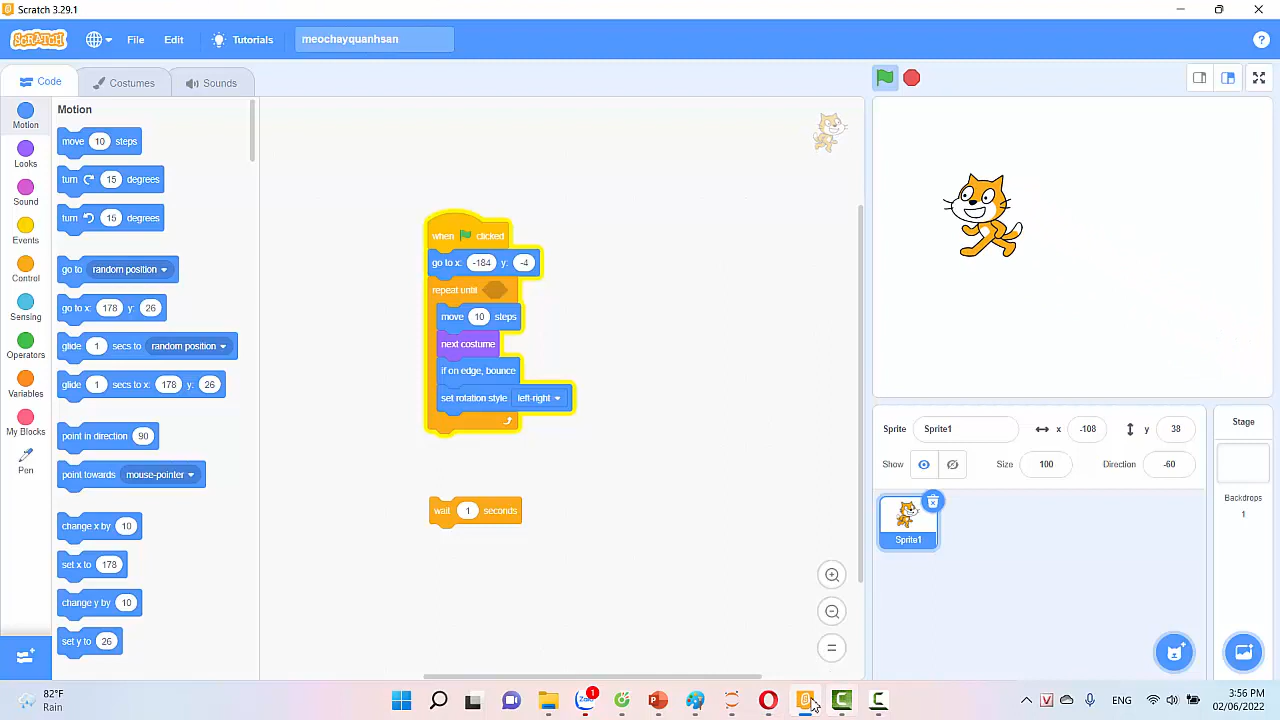 Scratch 3.29.1
SCRATCH
File
Edit
Tutorials
meochayquanhsan
Code
Costumes
Sounds
Motion
Looks
Sound
Events
Control
Sensing
Operators
Variables
My Blocks
Pen
Motion
move 10 steps
turn 15 degrees
turn 15 degrees
go to random position
go to x: 178 y: 26
glide 1 secs to random position
glide 1 secs to x: 178 y: 26
point in direction 90
point towards mouse-pointer
change x by 10
set x to 178
change y by 10
set y to 26
when clicked
go to x: -184 y: -4
repeat until
move 10 steps
next costume
if on edge, bounce
set rotation style left-right
wait 1 seconds
Sprite Sprite1 x -108 y 38
Show Size 100 Direction -60
Sprite1
Stage
Backdrops
1
82°F
Rain
Zalo
1
V
ENG
3:56 PM
02/06/2022